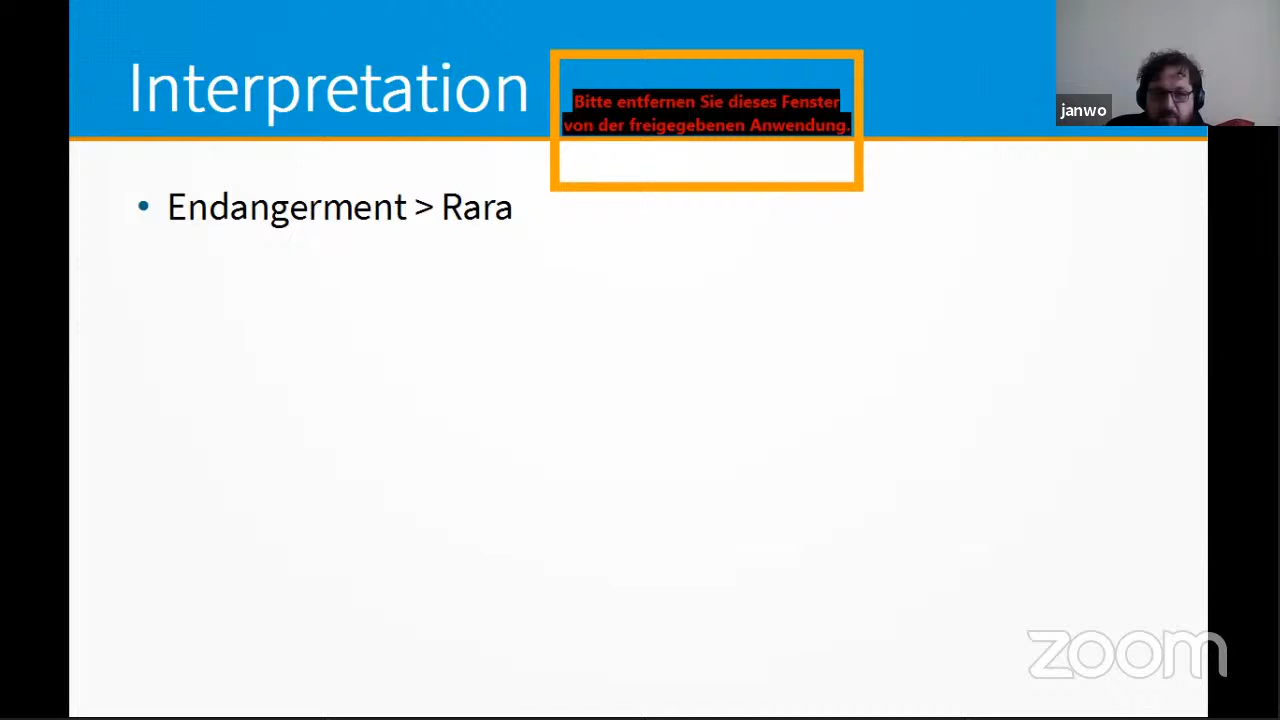 Interpretation
Bitte entfernen Sie dieses Fenster
von der freigegebenen Anwendung.
janwo
• Endangerment > Rara
zoom